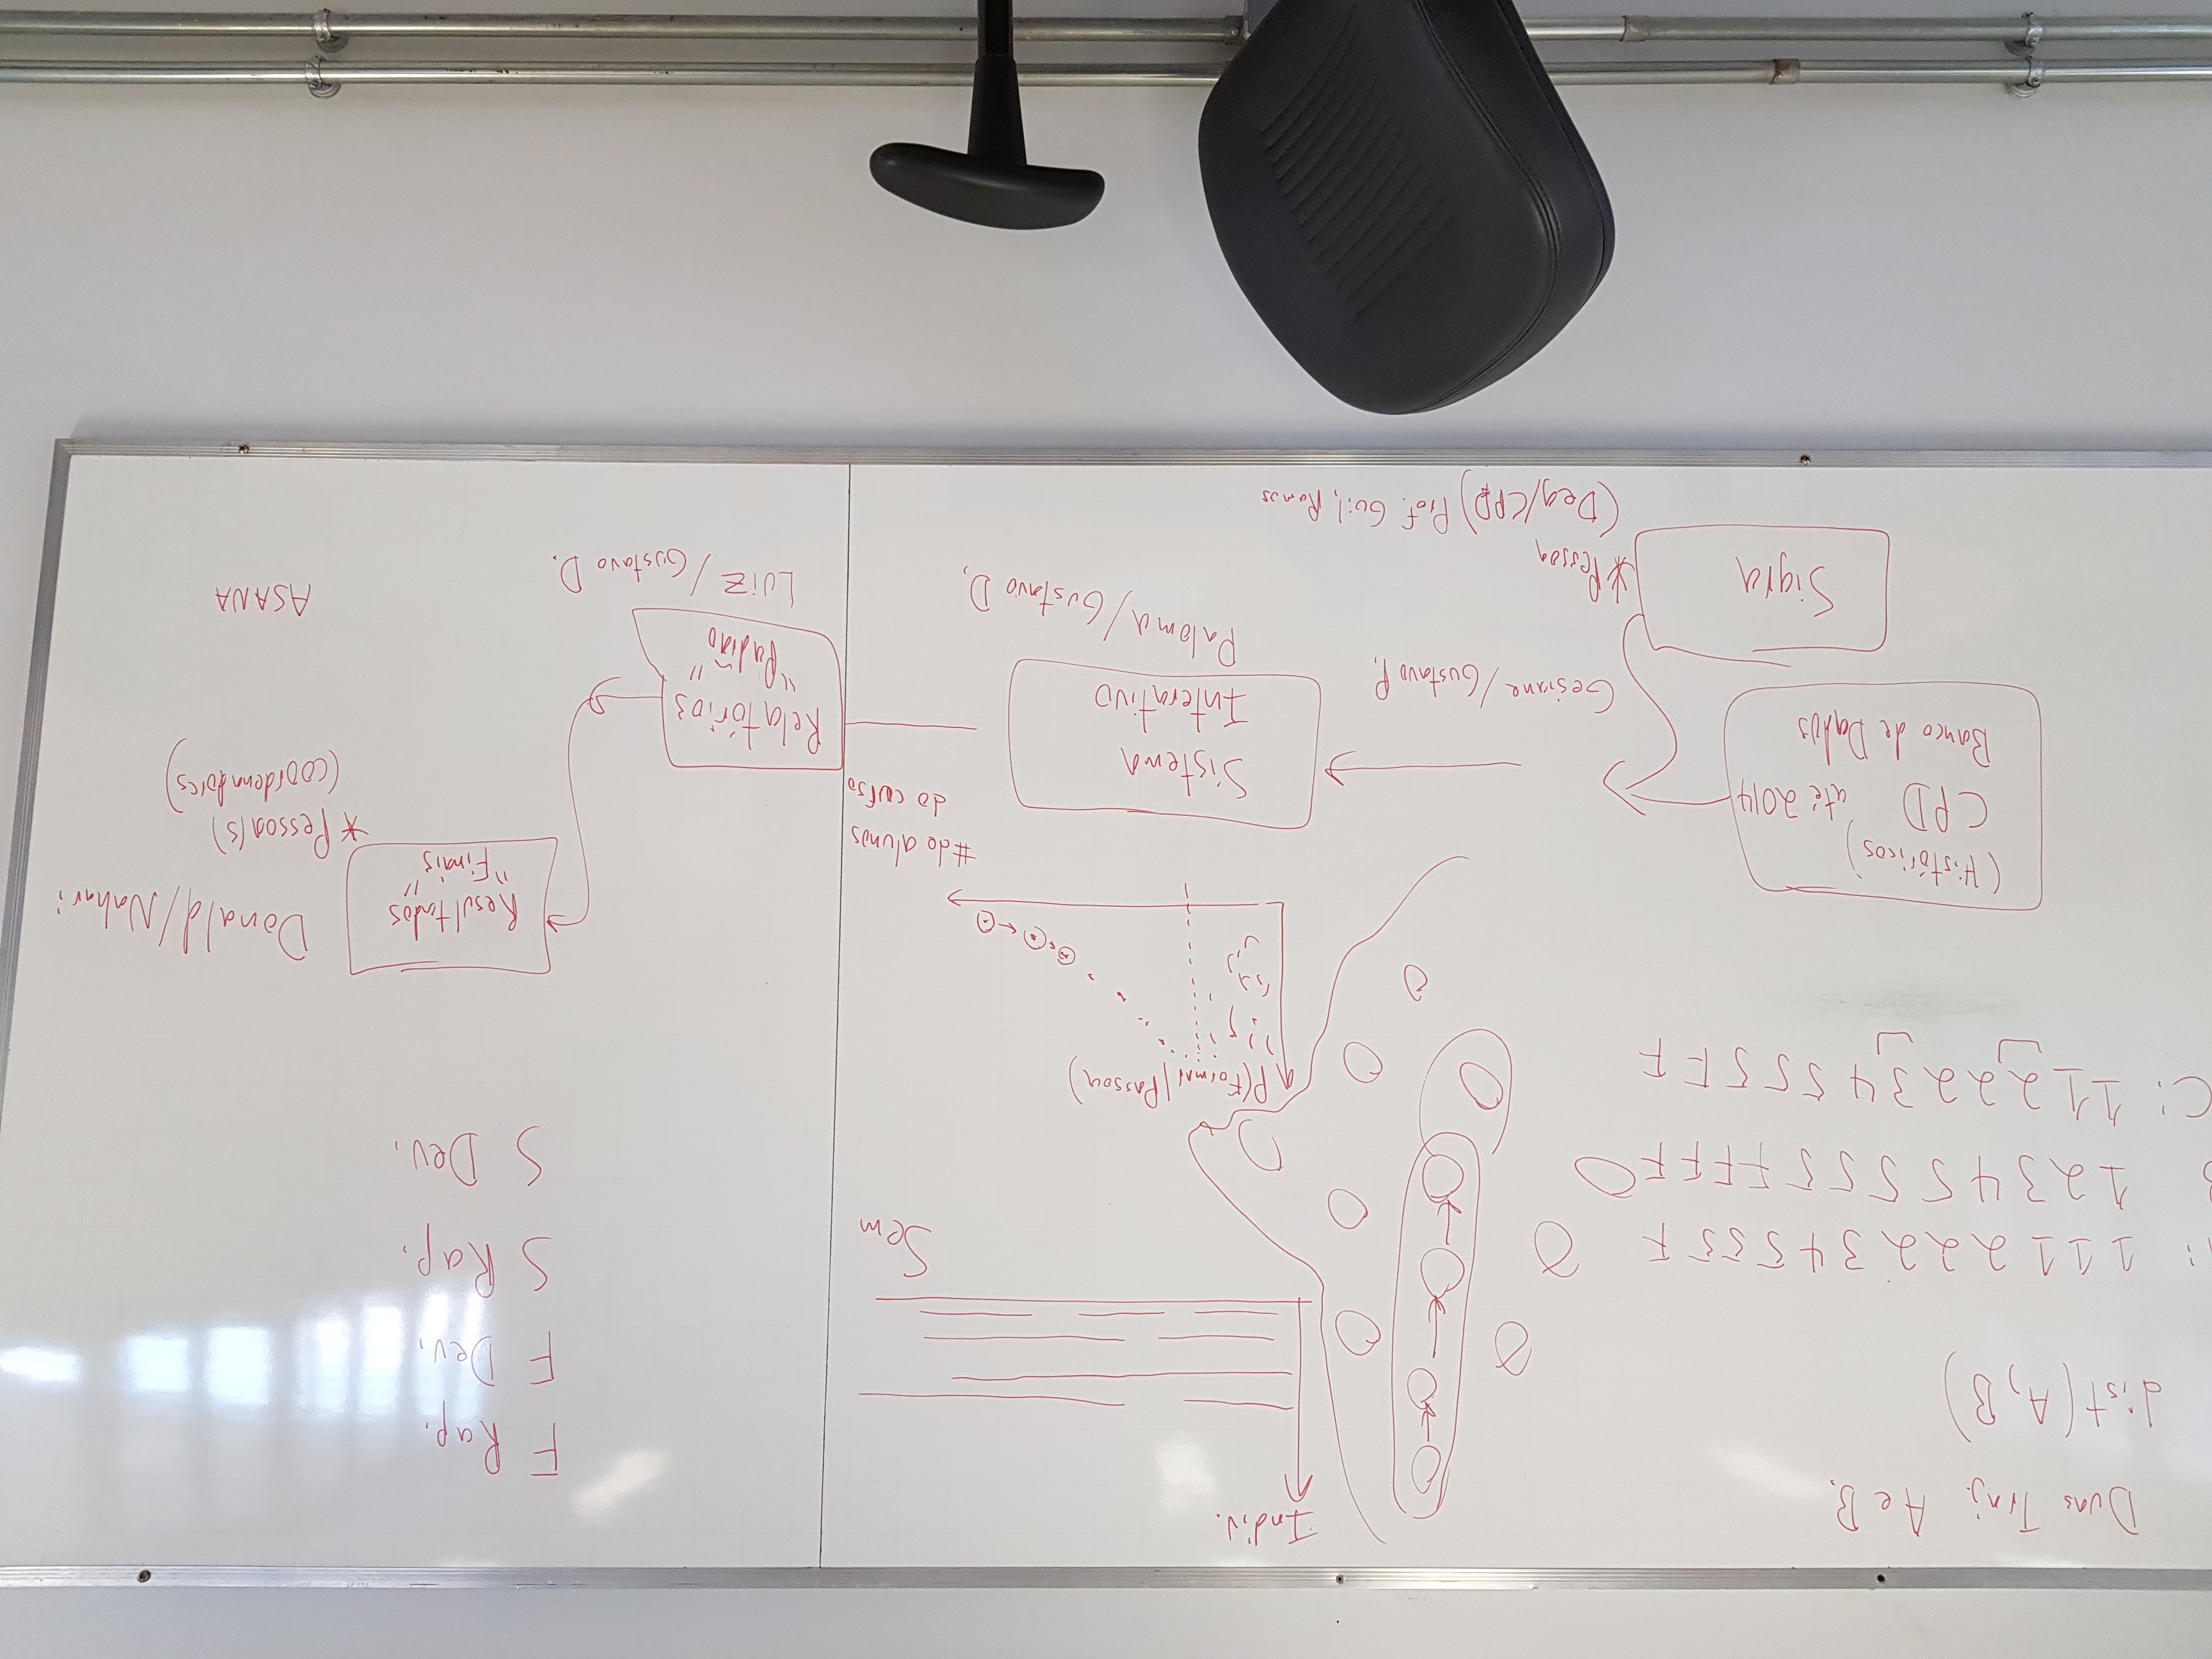 Duas Traj. A e B.
dist(A, B)
: 1 1 1 2 2 2 3 4 5 5 5 F
B 1 2 3 4 5 5 5 5 F F F F
C: 1 1 2 2 2 3 4 5 5 5 F F
Indiv.
Sem
P(Formar|Passou)
#de alunos
do curso
F Rap.
F Dev.
S Rap.
S Dev.
(Históricos)
CPD até 2014
Banco de Dados
Sigra
*Pessoa
(Deg/CPD) Prof. Guil. Ramos
Gesiane/Gustavo P.
Sistema
Interativo
Paloma/Gustavo D.
Relatórios
"Padrão"
Luiz/Gustavo D.
Resultados
"Finais"
Donald/Nahari
*Pessoa(s)
(coordenadores)
ASANA